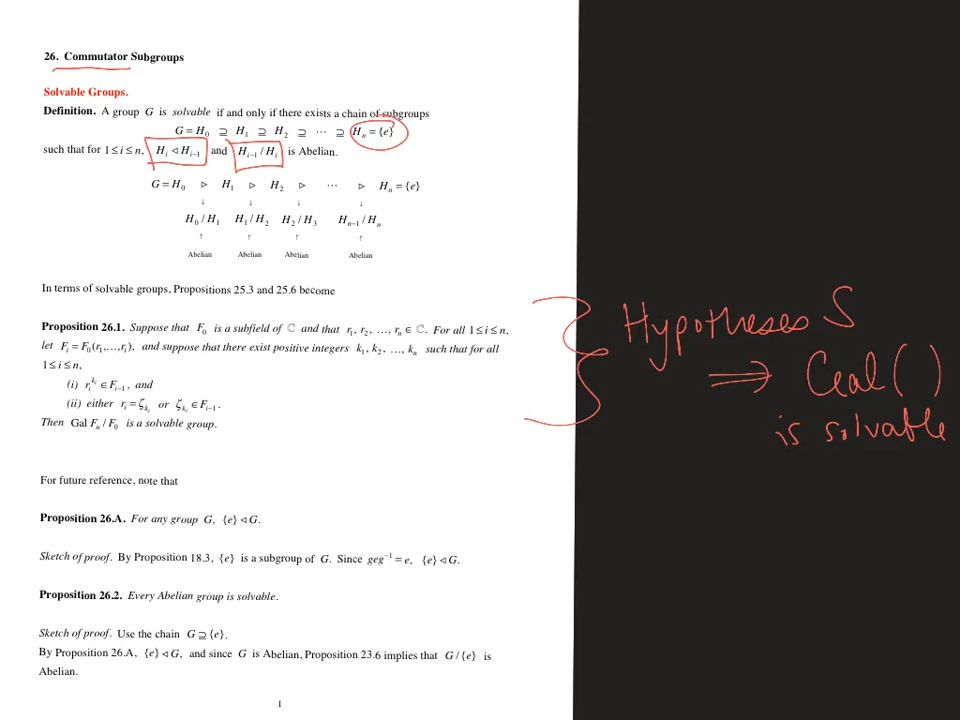 26. Commutator Subgroups
Solvable Groups.
Definition. A group G is solvable if and only if there exists a chain of subgroups
G = H₀ ⊇ H₁ ⊇ H₂ ⊇ ⋯ ⊇ Hₙ = {e}
such that for 1 ≤ i ≤ n, Hᵢ ⊲ Hᵢ₋₁ and Hᵢ₋₁ / Hᵢ is Abelian.
G = H₀ ⊳ H₁ ⊳ H₂ ⊳ ⋯ ⊳ Hₙ = {e}
↓ ↓ ↓ ↓
H₀ / H₁ H₁ / H₂ H₂ / H₃ Hₙ₋₁ / Hₙ
↑ ↑ ↑ ↑
Abelian Abelian Abelian Abelian
In terms of solvable groups, Propositions 25.3 and 25.6 become
Proposition 26.1. Suppose that F₀ is a subfield of ℂ and that r₁, r₂, …, rₙ ∈ ℂ. For all 1 ≤ i ≤ n,
let Fᵢ = F₀(r₁,…,rᵢ), and suppose that there exist positive integers k₁, k₂, …, kₙ such that for all
1 ≤ i ≤ n,
(i) rᵢ^{kᵢ} ∈ Fᵢ₋₁, and
(ii) either rᵢ = ζ_{kᵢ} or ζ_{kᵢ} ∈ Fᵢ₋₁.
Then Gal Fₙ / F₀ is a solvable group.
Hypotheses S
⟹ Gal( )
is solvable
For future reference, note that
Proposition 26.A. For any group G, {e} ⊲ G.
Sketch of proof. By Proposition 18.3, {e} is a subgroup of G. Since geg⁻¹ = e, {e} ⊲ G.
Proposition 26.2. Every Abelian group is solvable.
Sketch of proof. Use the chain G ⊇ {e}.
By Proposition 26.A, {e} ⊲ G, and since G is Abelian, Proposition 23.6 implies that G / {e} is
Abelian.
1